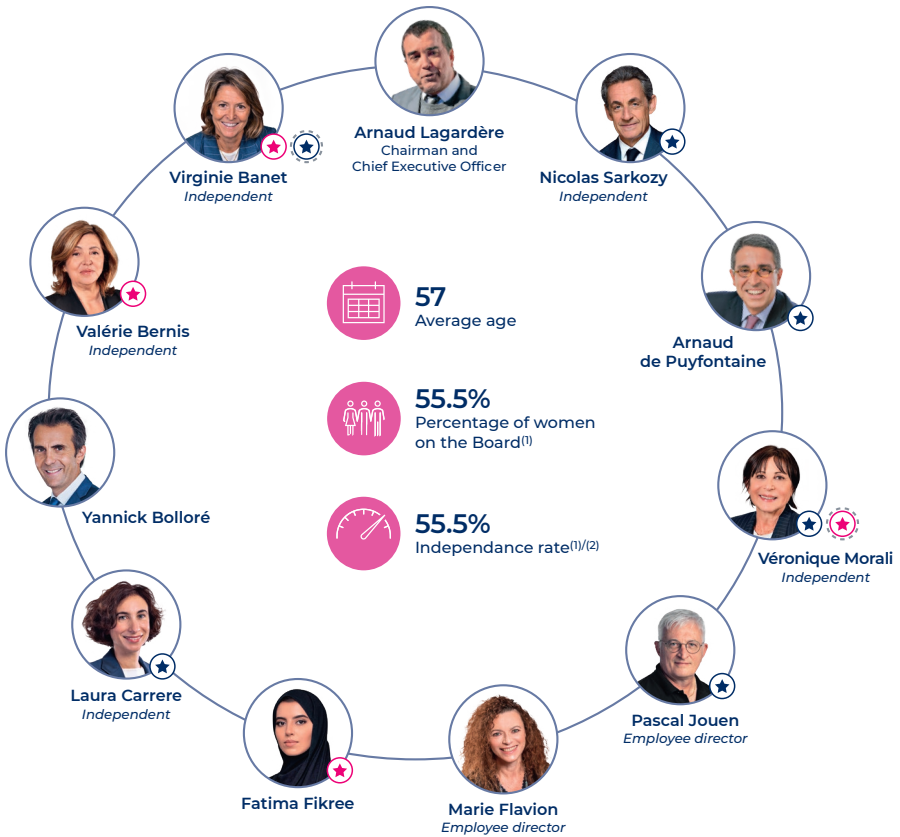 Arnaud Lagardère
Chairman and
Chief Executive Officer
Nicolas Sarkozy
Independent
Arnaud
de Puyfontaine
Véronique Morali
Independent
Pascal Jouen
Employee director
Marie Flavion
Employee director
Fatima Fikree
Laura Carrere
Independent
Yannick Bolloré
Valérie Bernis
Independent
Virginie Banet
Independent
57
Average age
55.5%
Percentage of women
on the Board(1)
55.5%
Independance rate(1)/(2)